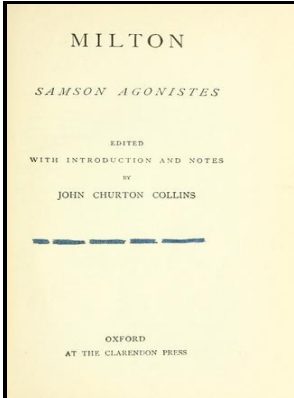 MILTON
SAMSON AGONISTES
EDITED
WITH INTRODUCTION AND NOTES
BY
JOHN CHURTON COLLINS
OXFORD
AT THE CLARENDON PRESS